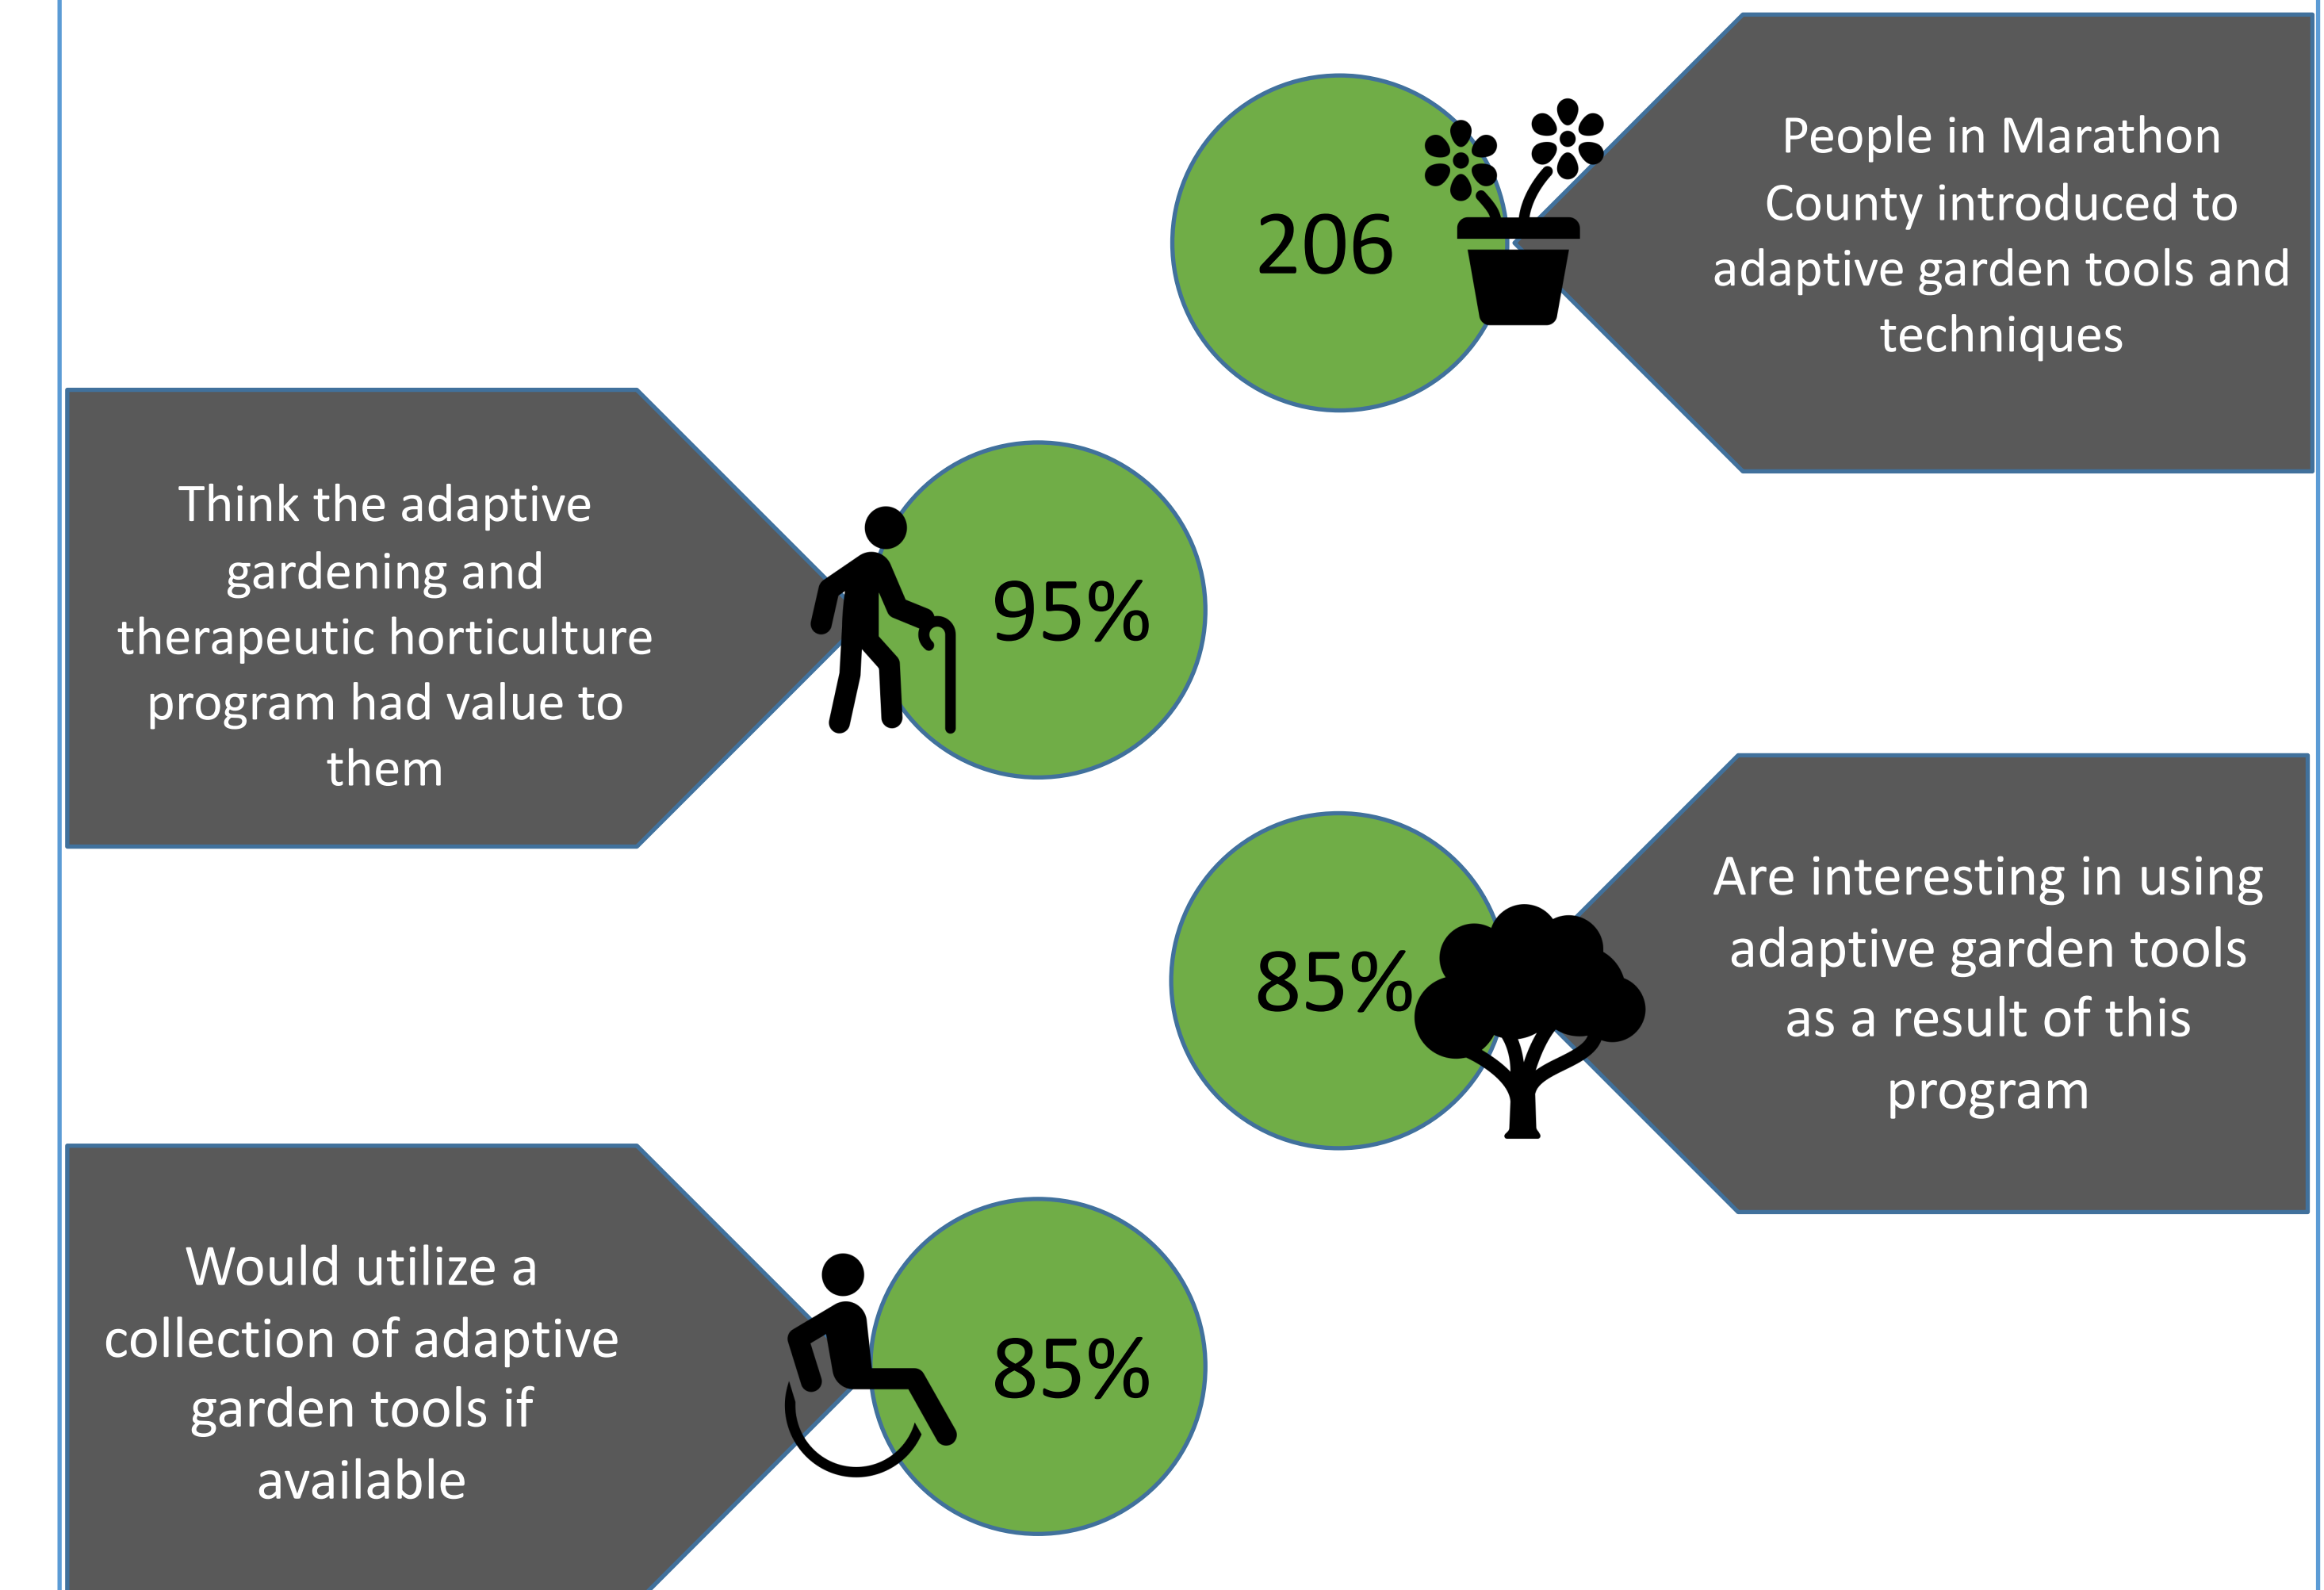 206
People in Marathon
County introduced to
adaptive garden tools and
techniques
Think the adaptive
gardening and
therapeutic horticulture
program had value to
them
95%
85%
Are interesting in using
adaptive garden tools
as a result of this
program
Would utilize a
collection of adaptive
garden tools if
available
85%